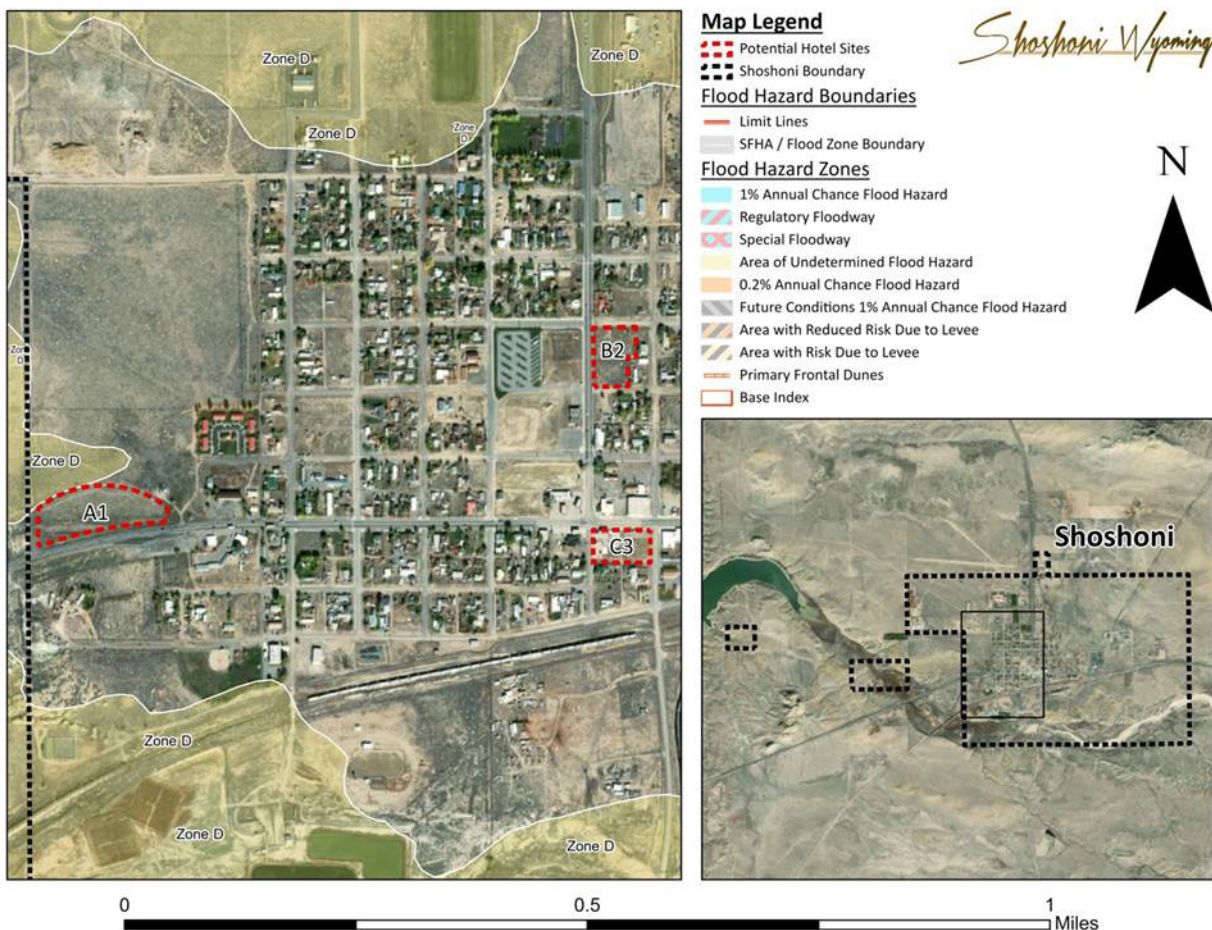 Map Legend
Potential Hotel Sites
Shoshoni Boundary
Flood Hazard Boundaries
Limit Lines
SFHA / Flood Zone Boundary
Flood Hazard Zones
1% Annual Chance Flood Hazard
Regulatory Floodway
Special Floodway
Area of Undetermined Flood Hazard
0.2% Annual Chance Flood Hazard
Future Conditions 1% Annual Chance Flood Hazard
Area with Reduced Risk Due to Levee
Area with Risk Due to Levee
Primary Frontal Dunes
Base Index
Shoshoni Wyoming
N
Zone D
Zone D
Zone D
Zone
D
B2
D
Zone D
A1
C3
Zone D
Zone D
Zone D
Shoshoni
0
0.5
1
Miles